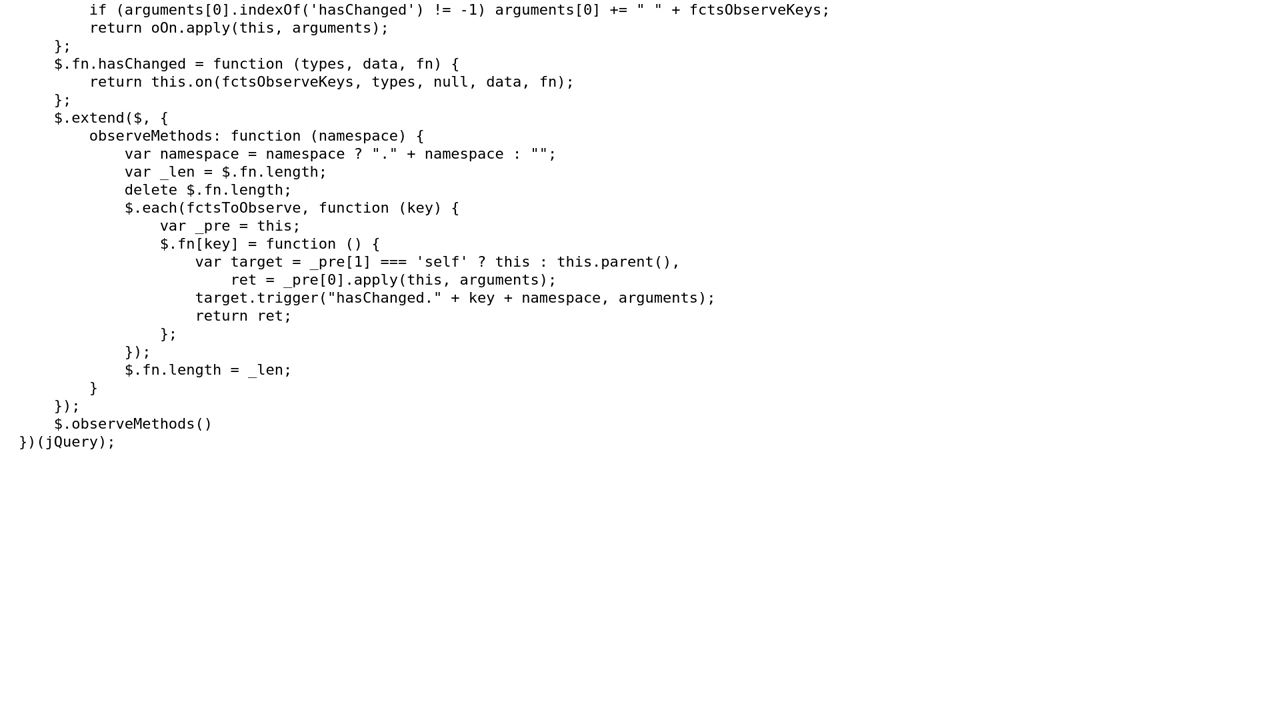 if (arguments[0].indexOf('hasChanged') != -1) arguments[0] += " " + fctsObserveKeys;
        return oOn.apply(this, arguments);
    };
    $.fn.hasChanged = function (types, data, fn) {
        return this.on(fctsObserveKeys, types, null, data, fn);
    };
    $.extend($, {
        observeMethods: function (namespace) {
            var namespace = namespace ? "." + namespace : "";
            var _len = $.fn.length;
            delete $.fn.length;
            $.each(fctsToObserve, function (key) {
                var _pre = this;
                $.fn[key] = function () {
                    var target = _pre[1] === 'self' ? this : this.parent(),
                        ret = _pre[0].apply(this, arguments);
                    target.trigger("hasChanged." + key + namespace, arguments);
                    return ret;
                };
            });
            $.fn.length = _len;
        }
    });
    $.observeMethods()
})(jQuery);